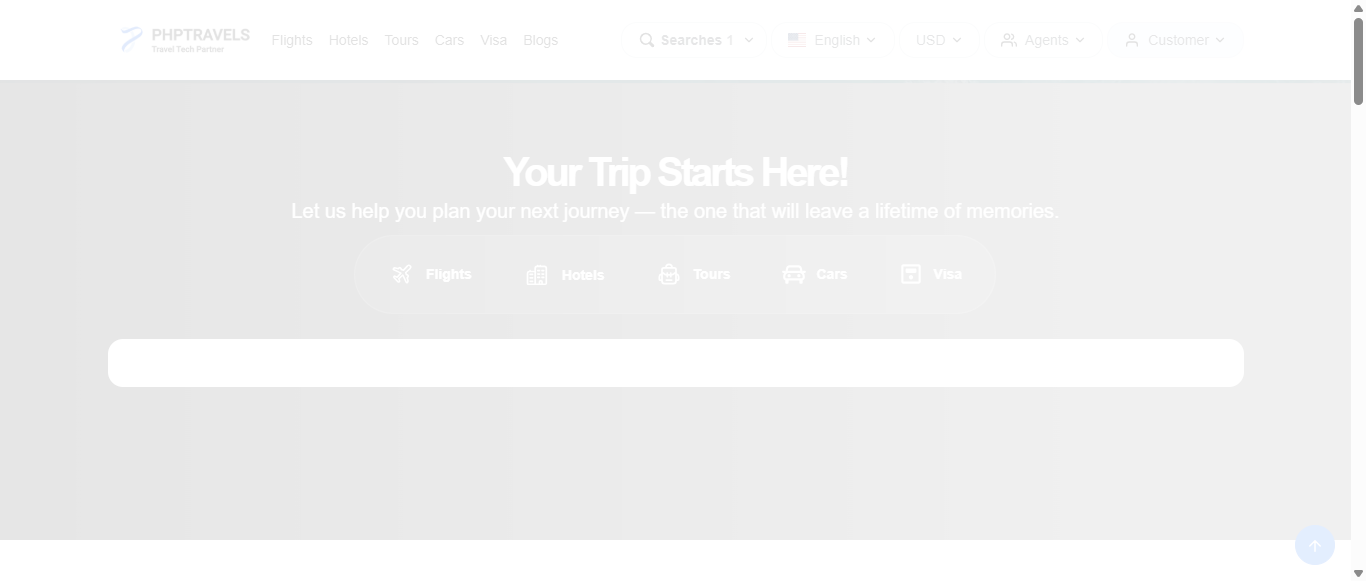 PHPTRAVELS
Travel Tech Partner
Flights Hotels Tours Cars Visa Blogs Searches 1 English USD Agents Customer
Your Trip Starts Here!
Let us help you plan your next journey — the one that will leave a lifetime of memories.
Flights Hotels Tours Cars Visa